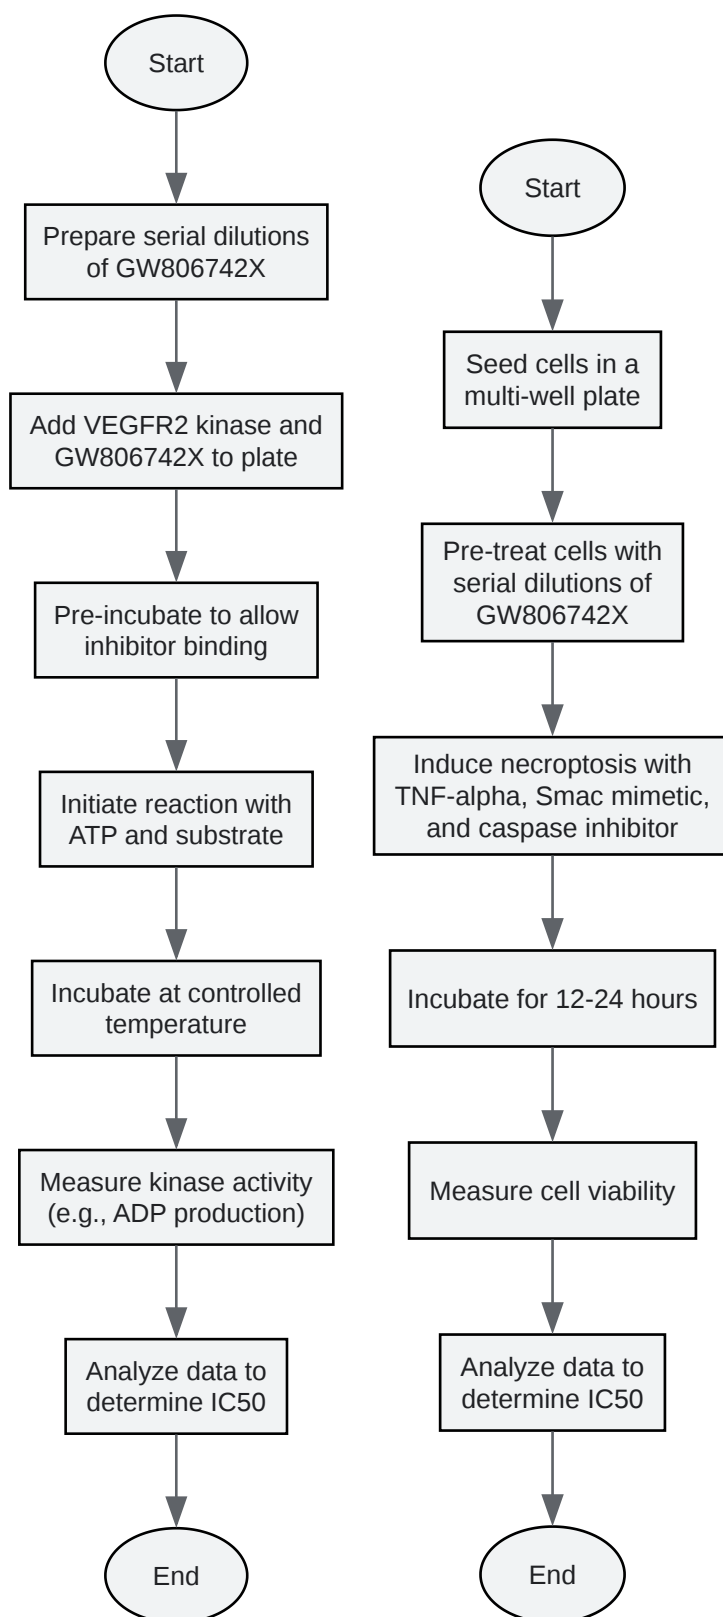 Start
Prepare serial dilutions
of GW806742X
Add VEGFR2 kinase and
GW806742X to plate
Pre-incubate to allow
inhibitor binding
Initiate reaction with
ATP and substrate
Incubate at controlled
temperature
Measure kinase activity
(e.g., ADP production)
Analyze data to
determine IC50
End
Start
Seed cells in a
multi-well plate
Pre-treat cells with
serial dilutions of
GW806742X
Induce necroptosis with
TNF-alpha, Smac mimetic,
and caspase inhibitor
Incubate for 12-24 hours
Measure cell viability
Analyze data to
determine IC50
End